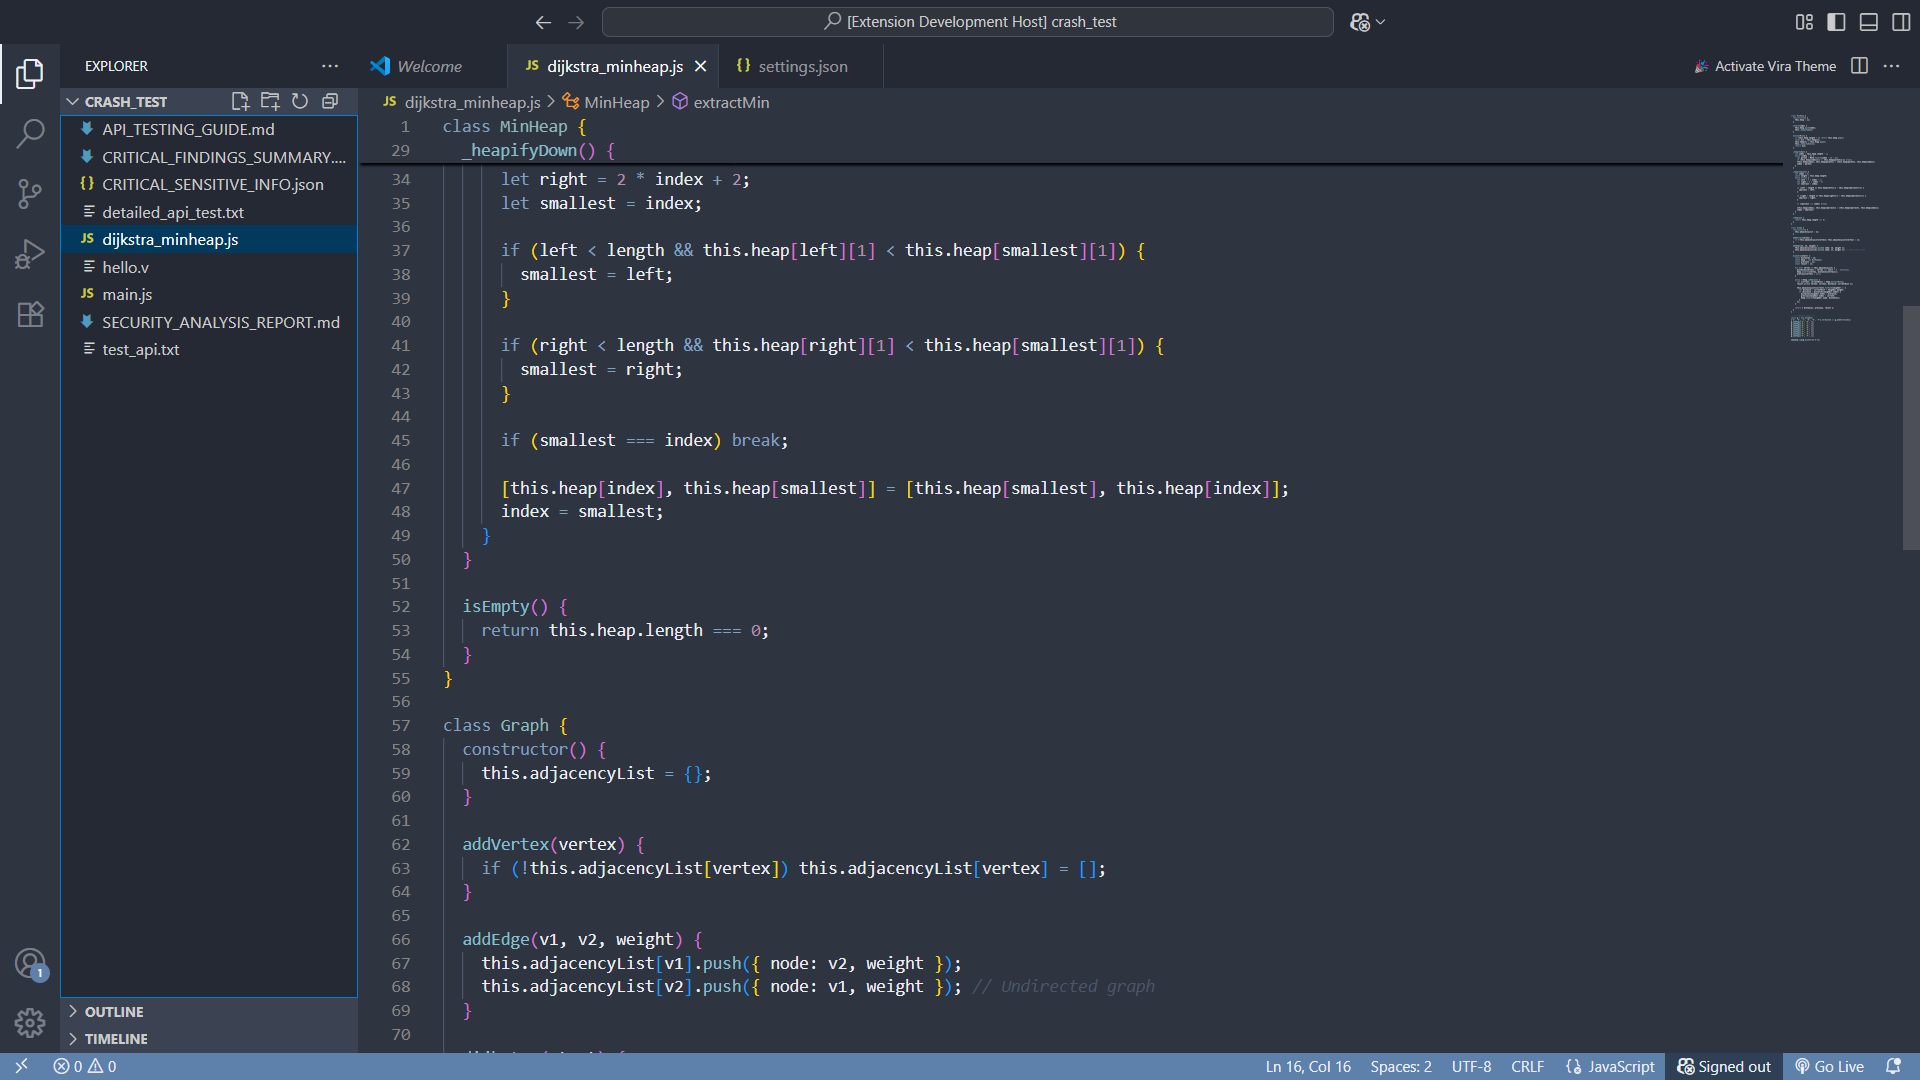 [Extension Development Host] crash_test
EXPLORER
Welcome
JS dijkstra_minheap.js
{} settings.json
Activate Vira Theme
CRASH_TEST
JS dijkstra_minheap.js > MinHeap > extractMin
API_TESTING_GUIDE.md
CRITICAL_FINDINGS_SUMMARY....
{} CRITICAL_SENSITIVE_INFO.json
detailed_api_test.txt
JS dijkstra_minheap.js
hello.v
JS main.js
SECURITY_ANALYSIS_REPORT.md
test_api.txt
1 class MinHeap {
29 _heapifyDown() {
34 let right = 2 * index + 2;
35 let smallest = index;
36
37 if (left < length && this.heap[left][1] < this.heap[smallest][1]) {
38 smallest = left;
39 }
40
41 if (right < length && this.heap[right][1] < this.heap[smallest][1]) {
42 smallest = right;
43 }
44
45 if (smallest === index) break;
46
47 [this.heap[index], this.heap[smallest]] = [this.heap[smallest], this.heap[index]];
48 index = smallest;
49 }
50 }
51
52 isEmpty() {
53 return this.heap.length === 0;
54 }
55 }
56
57 class Graph {
58 constructor() {
59 this.adjacencyList = {};
60 }
61
62 addVertex(vertex) {
63 if (!this.adjacencyList[vertex]) this.adjacencyList[vertex] = [];
64 }
65
66 addEdge(v1, v2, weight) {
67 this.adjacencyList[v1].push({ node: v2, weight });
68 this.adjacencyList[v2].push({ node: v1, weight }); // Undirected graph
69 }
70
1
OUTLINE
TIMELINE
0 0
Ln 16, Col 16
Spaces: 2
UTF-8
CRLF
{} JavaScript
Signed out
Go Live